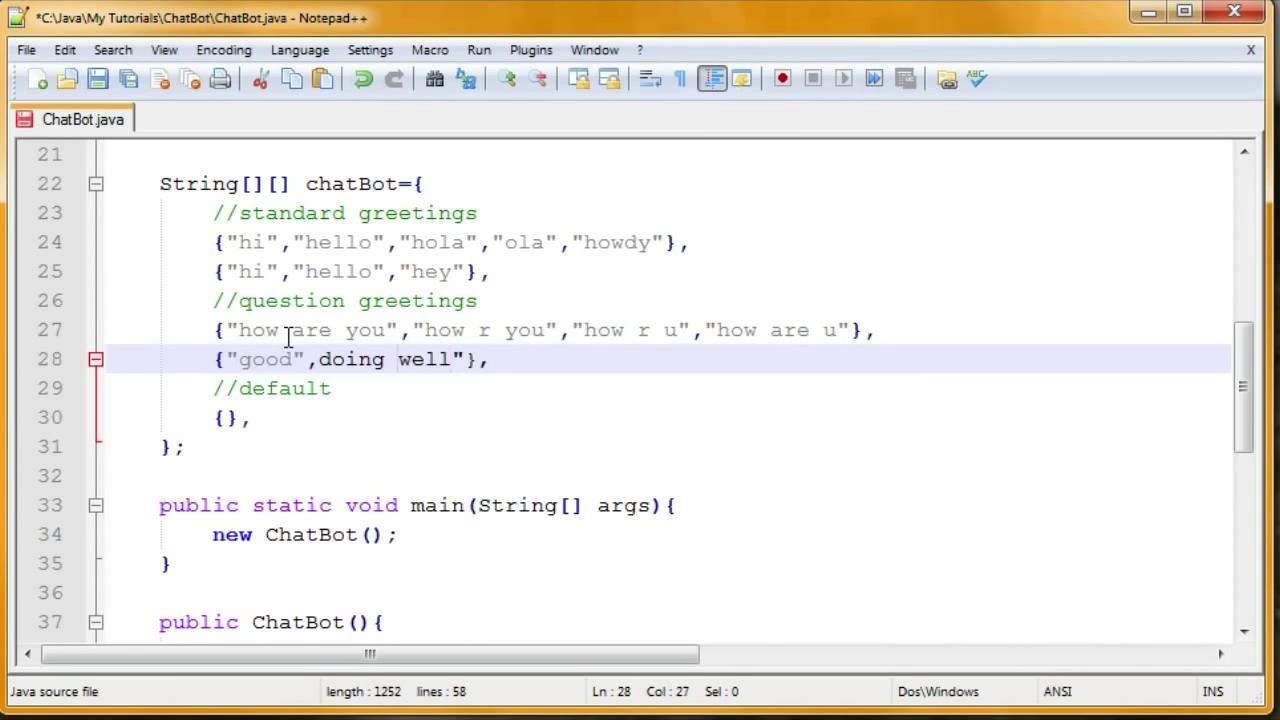 *C:\Java\My Tutorials\ChatBot\ChatBot.java - Notepad++
File Edit Search View Encoding Language Settings Macro Run Plugins Window ? X
ABC
ChatBot.java
21
22 String[][] chatBot={
23 //standard greetings
24 {"hi","hello","hola","ola","howdy"},
25 {"hi","hello","hey"},
26 //question greetings
27 {"how are you","how r you","how r u","how are u"},
28 {"good",doing well"},
29 //default
30 {},
31 };
32
33 public static void main(String[] args){
34 new ChatBot();
35 }
36
37 public ChatBot(){
Java source file length : 1252 lines : 58 Ln : 28 Col : 27 Sel : 0 Dos\Windows ANSI INS